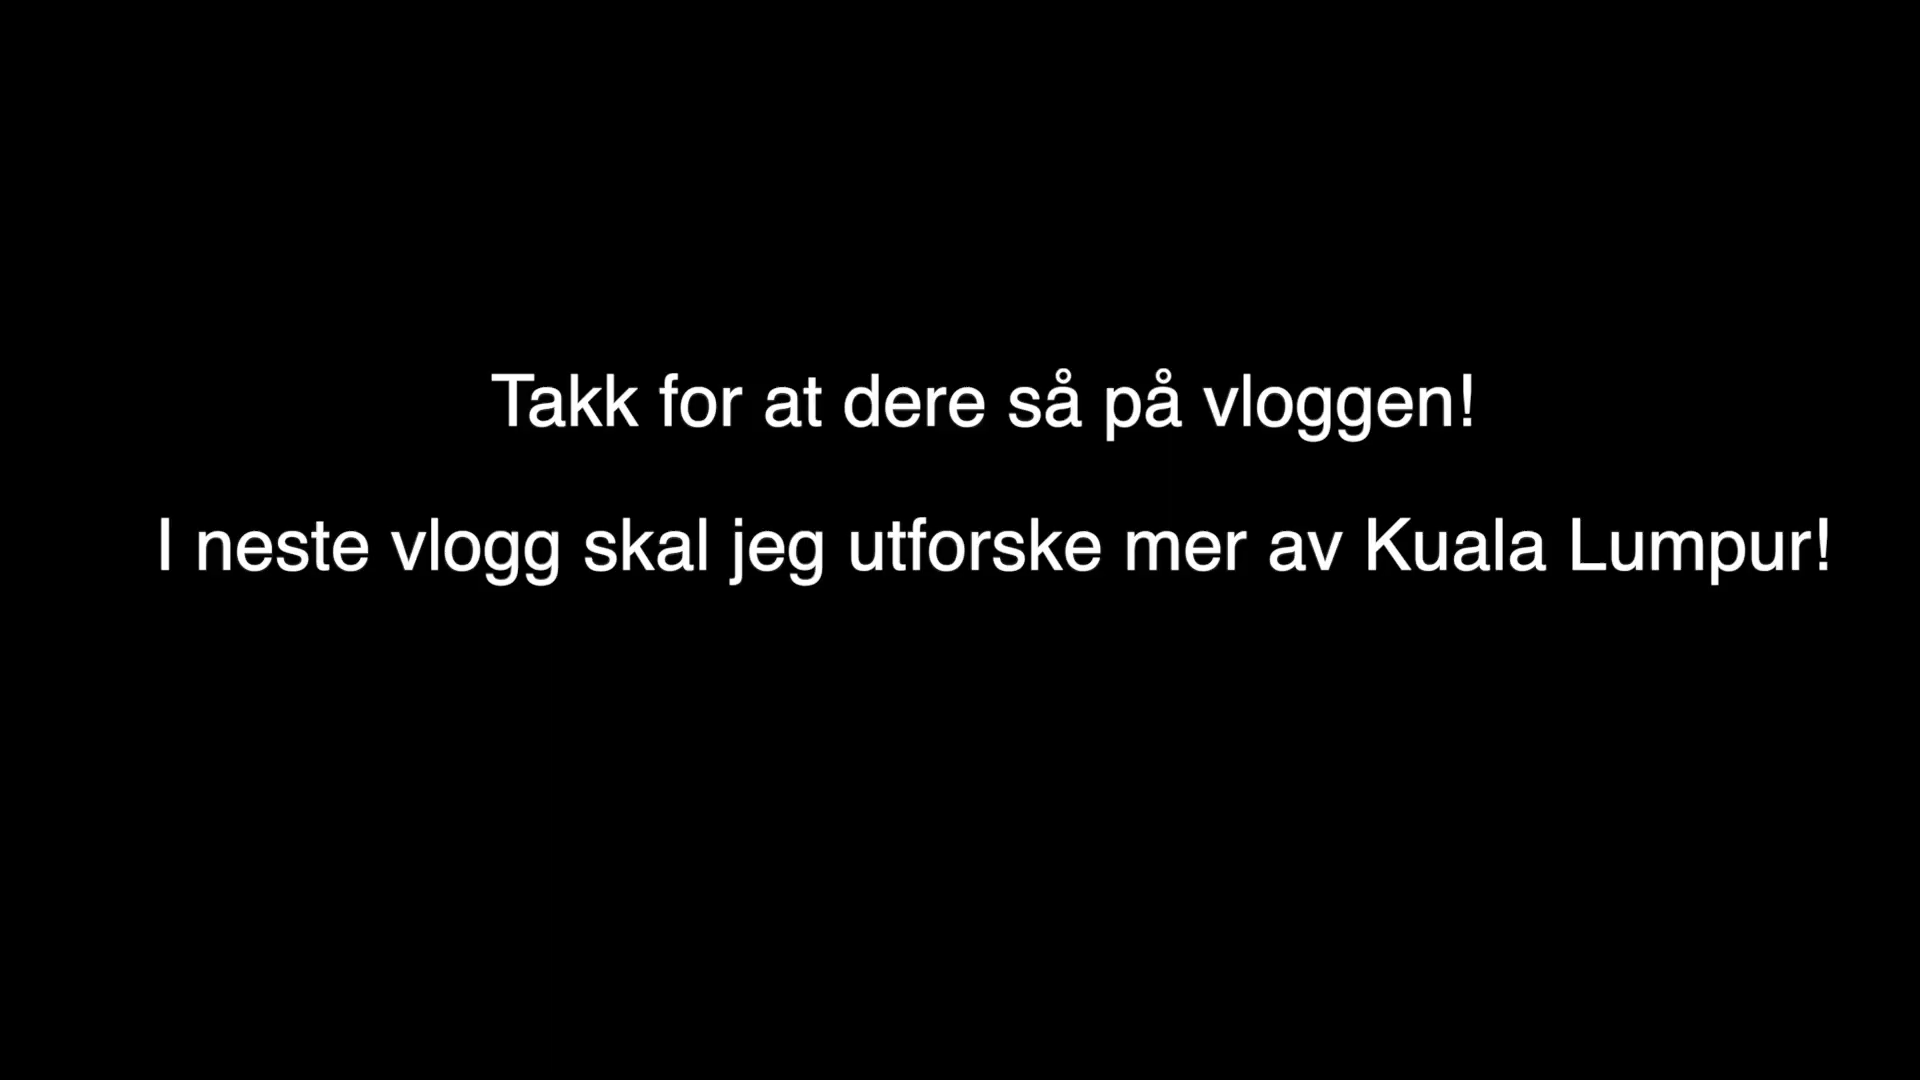 Takk for at dere så på vloggen!
I neste vlogg skal jeg utforske mer av Kuala Lumpur!